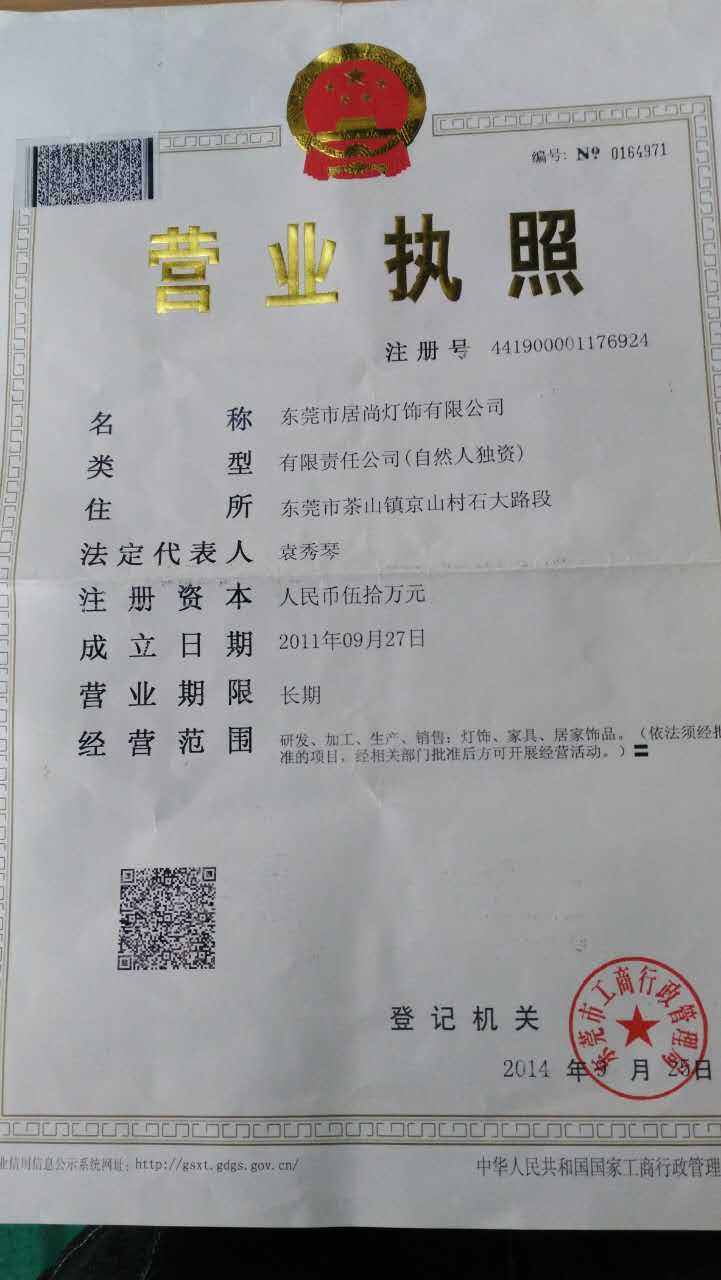 编号: № 0164971
营业执照
注册号 441900001176924
名称 东莞市居尚灯饰有限公司
类型 有限责任公司(自然人独资)
住所 东莞市茶山镇京山村石大路段
法定代表人 袁秀琴
注册资本 人民币伍拾万元
成立日期 2011年09月27日
营业期限 长期
经营范围 研发、加工、生产、销售：灯饰、家具、居家饰品。（依法须经批
准的项目，经相关部门批准后方可开展经营活动。）〓
登记机关
东莞市工商行政管理局
2014 年 9 月 25日
业信用信息公示系统网址: http://gsxt.gdgs.gov.cn/
中华人民共和国国家工商行政管理